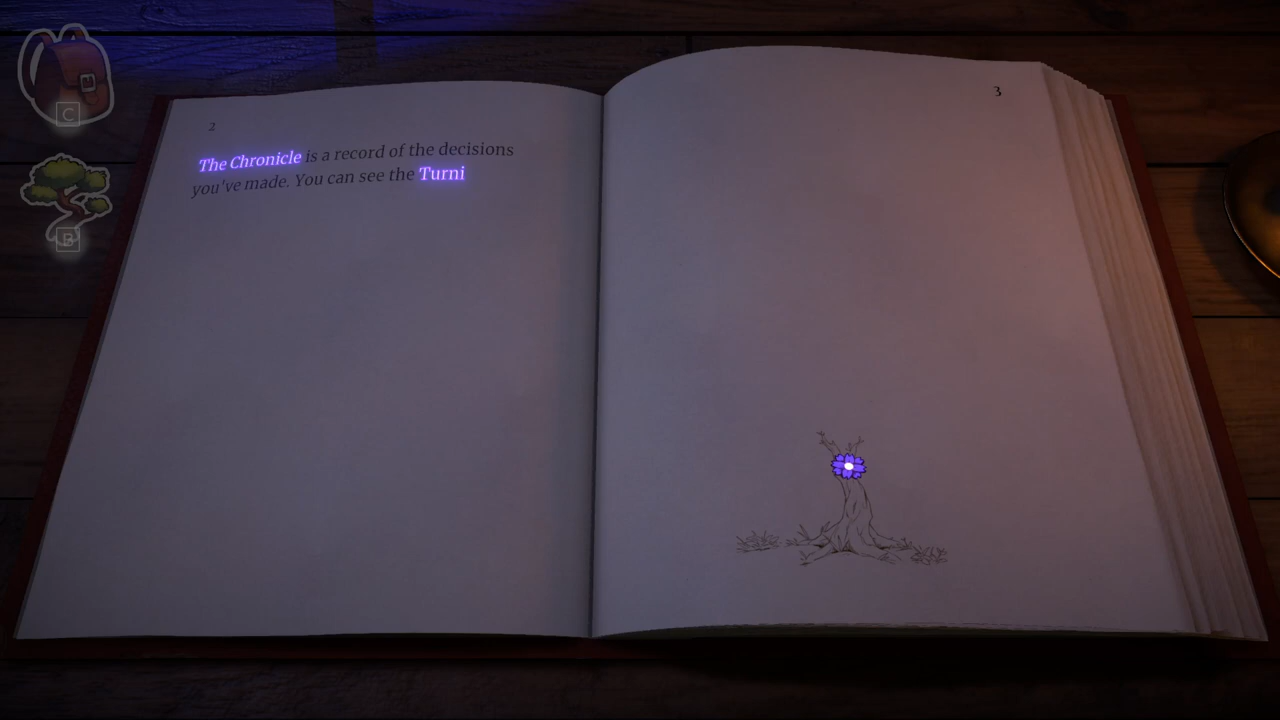 C
B
2
The Chronicle is a record of the decisions
you've made. You can see the Turni
3